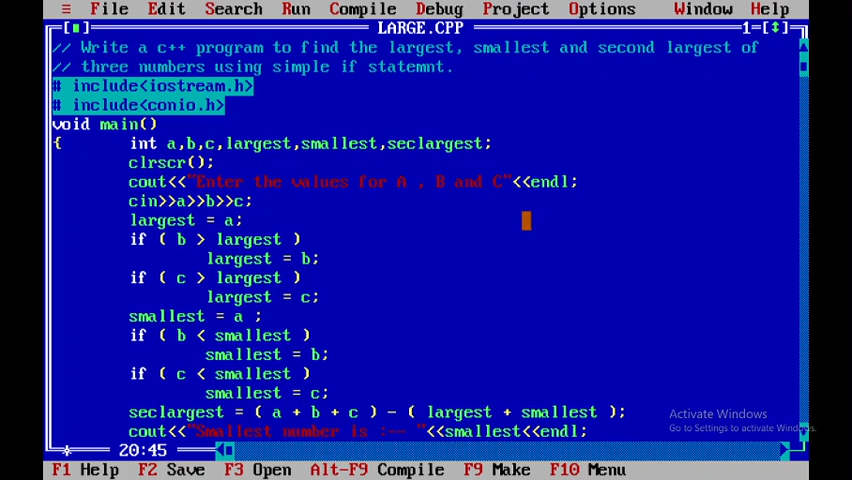 ≡ File Edit Search Run Compile Debug Project Options Window Help
[■] LARGE.CPP 1=[↕]
// Write a c++ program to find the largest, smallest and second largest of
// three numbers using simple if statemnt.
# include<iostream.h>
# include<conio.h>
void main()
{ int a,b,c,largest,smallest,seclargest;
clrscr();
cout<<"Enter the values for A , B and C"<<endl;
cin>>a>>b>>c;
largest = a;
if ( b > largest )
largest = b;
if ( c > largest )
largest = c;
smallest = a ;
if ( b < smallest )
smallest = b;
if ( c < smallest )
smallest = c;
seclargest = ( a + b + c ) - ( largest + smallest );
cout<<"Smallest number is :-- "<<smallest<<endl;
Activate Windows
Go to Settings to activate Windows.
20:45
F1 Help F2 Save F3 Open Alt-F9 Compile F9 Make F10 Menu